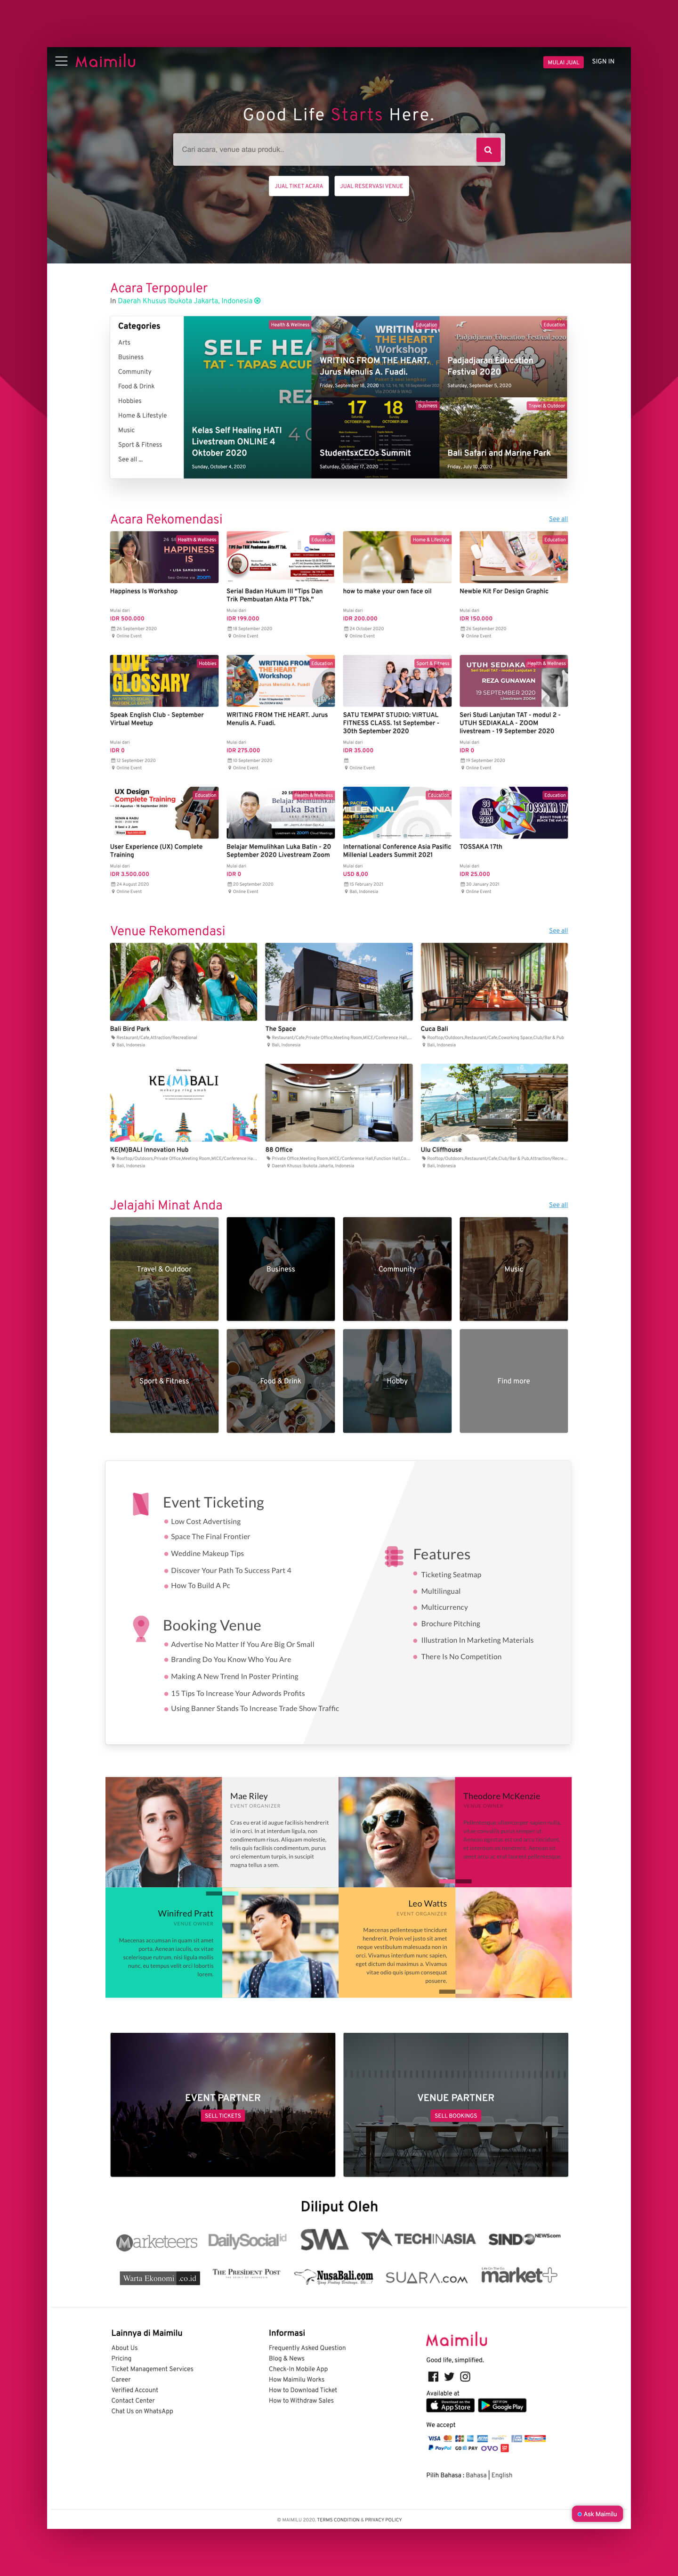 Maimilu
MULAI JUAL
SIGN IN
Good Life Starts Here.
Cari acara, venue atau produk..
JUAL TIKET ACARA
JUAL RESERVASI VENUE
Acara Terpopuler
In Daerah Khusus Ibukota Jakarta, Indonesia
Categories
Arts
Business
Community
Food & Drink
Hobbies
Home & Lifestyle
Music
Sport & Fitness
See all ...
Health & Wellness
SELF HEA
TAT - TAPAS ACUP
Kelas Self Healing HATI
Livestream ONLINE 4
Oktober 2020
Sunday, October 4, 2020
Education
WRITING FROM THE HEART.
Jurus Menulis A. Fuadi.
Friday, September 18, 2020
Education
Padjadjaran Education
Festival 2020
Saturday, September 5, 2020
Business
17 18
StudentsxCEOs Summit
Saturday, October 17, 2020
Travel & Outdoor
Bali Safari and Marine Park
Friday, July 10, 2020
Acara Rekomendasi
See all
Health & Wellness
HAPPINESS
IS
Happiness Is Workshop
Mulai dari
IDR 500.000
26 September 2020
Online Event
Education
Serial Badan Hukum III "Tips Dan
Trik Pembuatan Akta PT Tbk."
Mulai dari
IDR 199.000
18 September 2020
Online Event
Home & Lifestyle
how to make your own face oil
Mulai dari
IDR 200.000
24 October 2020
Online Event
Education
Newbie Kit For Design Graphic
Mulai dari
IDR 150.000
26 September 2020
Online Event
Hobbies
LOVE
GLOSSARY
Speak English Club - September
Virtual Meetup
Mulai dari
IDR 0
12 September 2020
Online Event
Education
WRITING FROM
THE HEART
Workshop
Jurus Menulis A. Fuadi
WRITING FROM THE HEART. Jurus
Menulis A. Fuadi.
Mulai dari
IDR 275.000
18 September 2020
Online Event
Sport & Fitness
SATU TEMPAT STUDIO: VIRTUAL
FITNESS CLASS. 1st September -
30th September 2020
Mulai dari
IDR 35.000
Online Event
Health & Wellness
UTUH SEDIAKA
REZA GUNAWAN
19 SEPTEMBER 2020
Livestream ZOOM
Seri Studi Lanjutan TAT - modul 2 -
UTUH SEDIAKALA - ZOOM
livestream - 19 September 2020
Mulai dari
IDR 0
19 September 2020
Online Event
Education
UX Design
Complete Training
User Experience (UX) Complete
Training
Mulai dari
IDR 3.500.000
24 August 2020
Online Event
Health & Wellness
Belajar Memulihkan
Luka Batin
Belajar Memulihkan Luka Batin - 20
September 2020 Livestream Zoom
Mulai dari
IDR 0
20 September 2020
Online Event
Education
International Conference Asia Pasific
Millenial Leaders Summit 2021
Mulai dari
USD 8,00
15 February 2021
Bali, Indonesia
Education
TOSSAKA 17
TOSSAKA 17th
Mulai dari
IDR 25.000
30 January 2021
Online Event
Venue Rekomendasi
See all
Bali Bird Park
Restaurant/Cafe,Attraction/Recreational
Bali, Indonesia
The Space
Restaurant/Cafe,Private Office,Meeting Room,MICE/Conference Hall,...
Bali, Indonesia
Cuca Bali
Rooftop/Outdoors,Restaurant/Cafe,Coworking Space,Club/Bar & Pub
Bali, Indonesia
KE{M}BALI
KE{M}BALI Innovation Hub
Rooftop/Outdoors,Private Office,Meeting Room,MICE/Conference Ha...
Bali, Indonesia
88 Office
Private Office,Meeting Room,MICE/Conference Hall,Function Hall,Co...
Daerah Khusus Ibukota Jakarta, Indonesia
Ulu Cliffhouse
Rooftop/Outdoors,Restaurant/Cafe,Club/Bar & Pub,Attraction/Recre...
Bali, Indonesia
Jelajahi Minat Anda
See all
Travel & Outdoor
Business
Community
Music
Sport & Fitness
Food & Drink
Hobby
Find more
Event Ticketing
Low Cost Advertising
Space The Final Frontier
Weddine Makeup Tips
Discover Your Path To Success Part 4
How To Build A Pc
Booking Venue
Advertise No Matter If You Are Big Or Small
Branding Do You Know Who You Are
Making A New Trend In Poster Printing
15 Tips To Increase Your Adwords Profits
Using Banner Stands To Increase Trade Show Traffic
Features
Ticketing Seatmap
Multilingual
Multicurrency
Brochure Pitching
Illustration In Marketing Materials
There Is No Competition
Mae Riley
EVENT ORGANIZER
Cras eu erat id augue facilisis hendrerit
id in orci. In at interdum ligula, non
condimentum risus. Aliquam molestie,
felis quis facilisis condimentum, purus
orci elementum turpis, in suscipit
magna tellus a sem.
Theodore McKenzie
VENUE OWNER
Winifred Pratt
VENUE OWNER
Maecenas accumsan in quam sit amet
porta. Aenean iaculis, ex vitae
scelerisque rutrum, nisl ligula mollis
nunc, eu tempus velit orci lobortis
lorem.
Leo Watts
EVENT ORGANIZER
Maecenas pellentesque tincidunt
hendrerit. Proin vel justo sit amet
neque vestibulum malesuada non in
orci. Vivamus interdum nunc sapien,
eget dictum dui maximus a. Vivamus
vitae odio quis ipsum consequat
posuere.
EVENT PARTNER
SELL TICKETS
VENUE PARTNER
SELL BOOKINGS
Diliput Oleh
Marketeers
DailySocial.id
SWA
TECHINASIA
SINDONEWS.com
Warta Ekonomi .co.id
THE PRESIDENT POST
NusaBali.com
SUARA.COM
market+
Lainnya di Maimilu
About Us
Pricing
Ticket Management Services
Career
Verified Account
Contact Center
Chat Us on WhatsApp
Informasi
Frequently Asked Question
Blog & News
Check-In Mobile App
How Maimilu Works
How to Download Ticket
How to Withdraw Sales
Maimilu
Good life, simplified.
Available at
Download on the App Store
GET IT ON Google Play
We accept
VISA
PayPal GO PAY OVO
Pilih Bahasa : Bahasa | English
© MAIMILU 2020. TERMS CONDITION & PRIVACY POLICY
Ask Maimilu